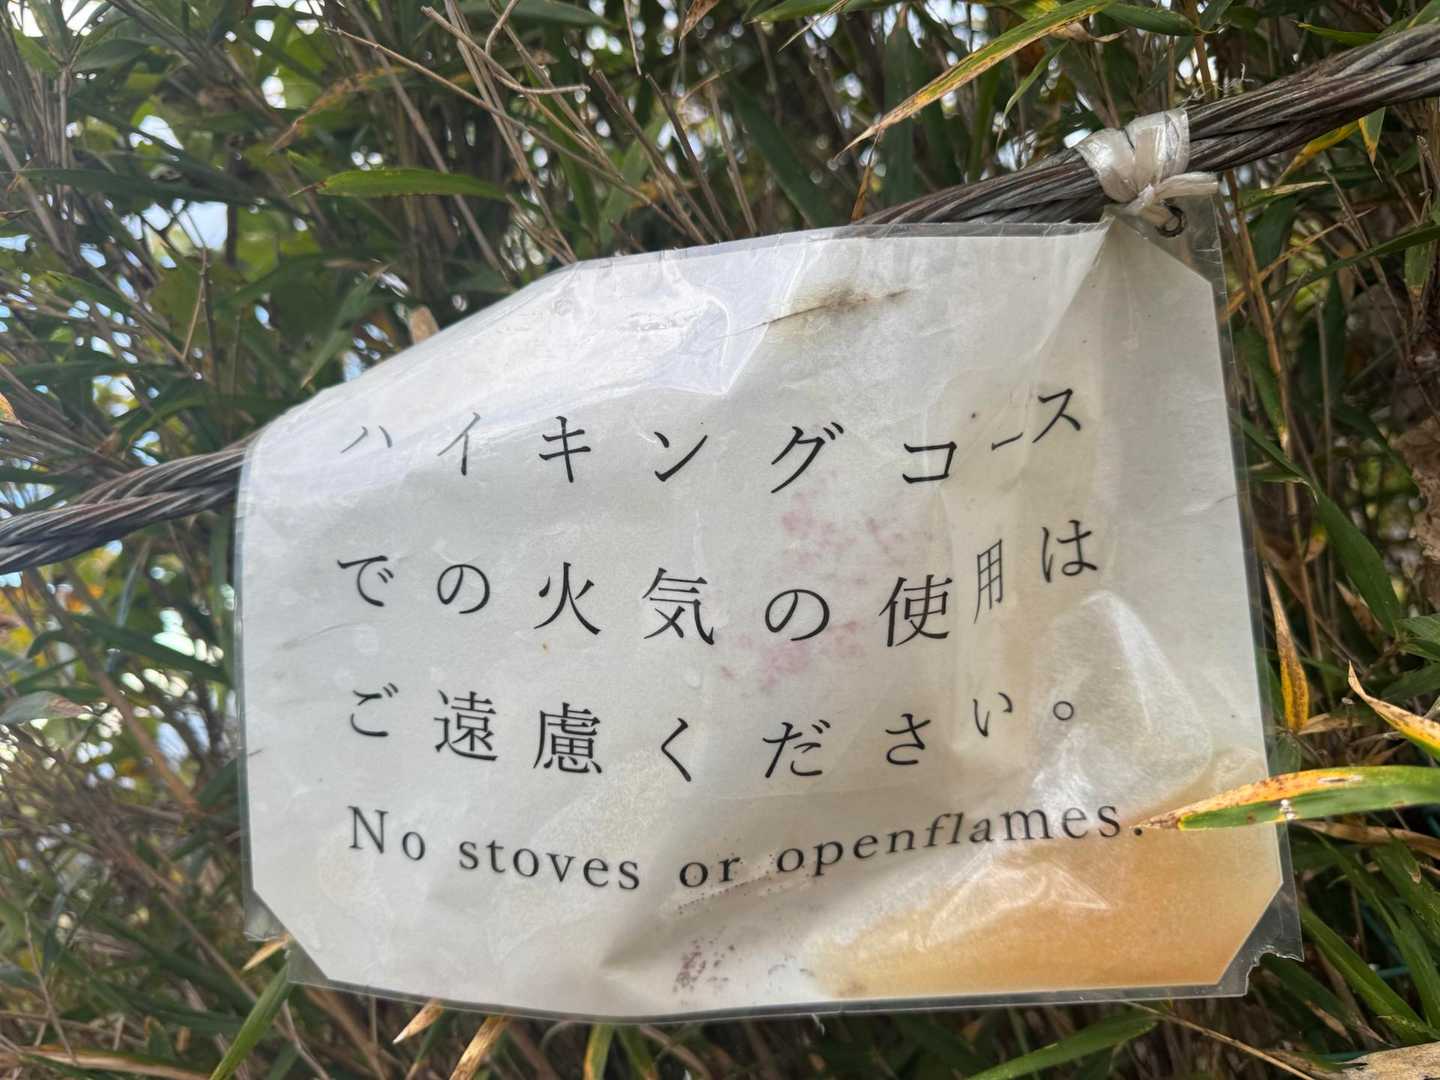 ハイキングコース
での火気の使用は
ご遠慮ください。
No stoves or openflames.